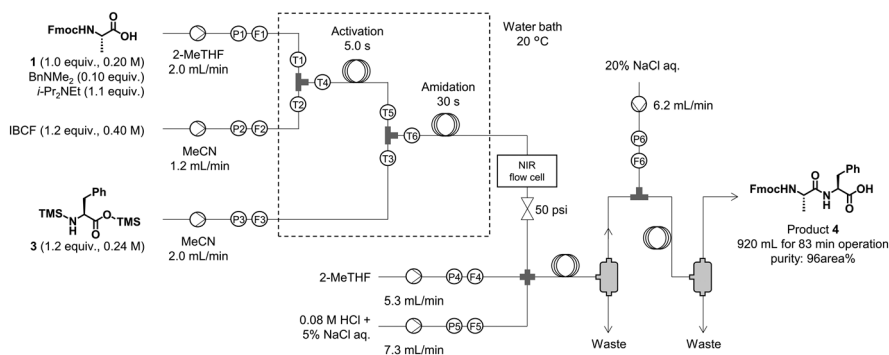 FmocHN
O
OH
1 (1.0 equiv., 0.20 M)
BnNMe2 (0.10 equiv.)
i-Pr2NEt (1.1 equiv.)
2-MeTHF
2.0 mL/min
P1
F1
T1
T2
T4
Activation
5.0 s
IBCF (1.2 equiv., 0.40 M)
MeCN
1.2 mL/min
P2
F2
T5
T3
T6
Amidation
30 s
Water bath
20 °C
Ph
TMS
N
H
O
O
TMS
3 (1.2 equiv., 0.24 M)
MeCN
2.0 mL/min
P3
F3
NIR
flow cell
50 psi
2-MeTHF
5.3 mL/min
P4
F4
0.08 M HCl +
5% NaCl aq.
7.3 mL/min
P5
F5
20% NaCl aq.
6.2 mL/min
P6
F6
Waste
Waste
FmocHN
O
N
H
Ph
O
OH
Product 4
920 mL for 83 min operation
purity: 96area%